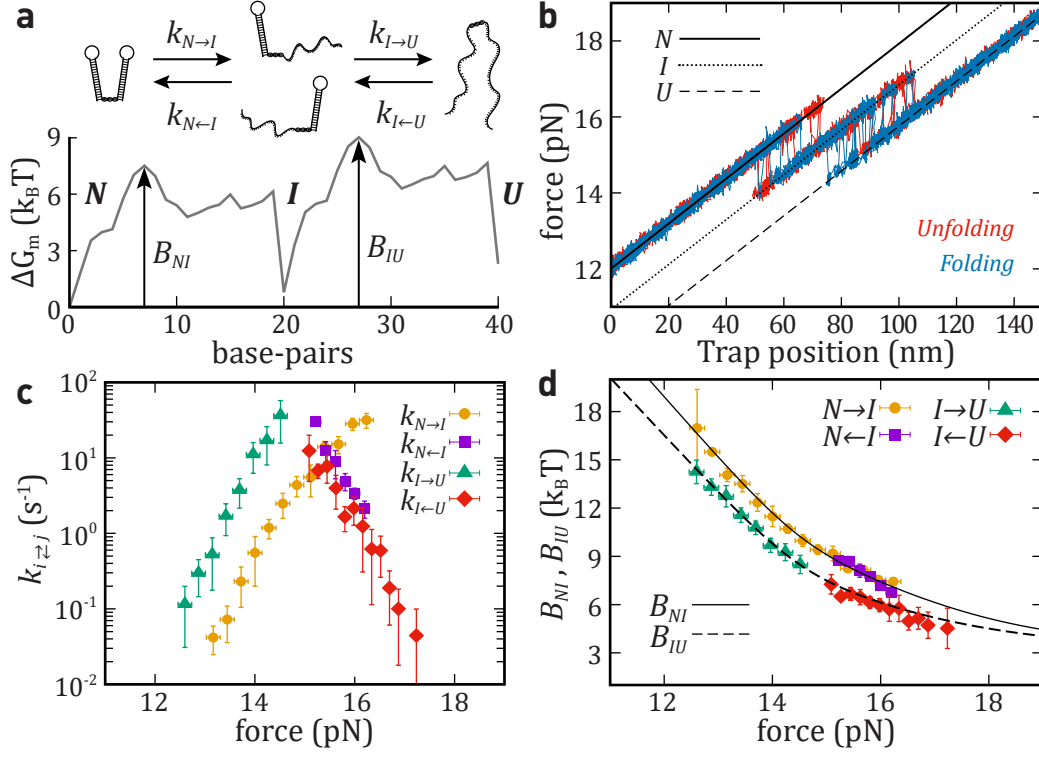 a
k_{N→I}
k_{I→U}
k_{N←I}
k_{I←U}
ΔG_m (k_BT)
9
6
3
0
N
I
U
B_{NI}
B_{IU}
0 10 20 30 40
base-pairs
b
force (pN)
18
16
14
12
N
I
U
Unfolding
Folding
0 20 40 60 80 100 120 140
Trap position (nm)
c
k_{i⇄j} (s^{-1})
10^2
10^1
10^0
10^{-1}
10^{-2}
k_{N→I}
k_{N←I}
k_{I→U}
k_{I←U}
12 14 16 18
force (pN)
d
B_{NI}, B_{IU} (k_BT)
18
15
12
9
6
3
N→I I→U
N←I I←U
B_{NI}
B_{IU}
12 14 16 18
force (pN)